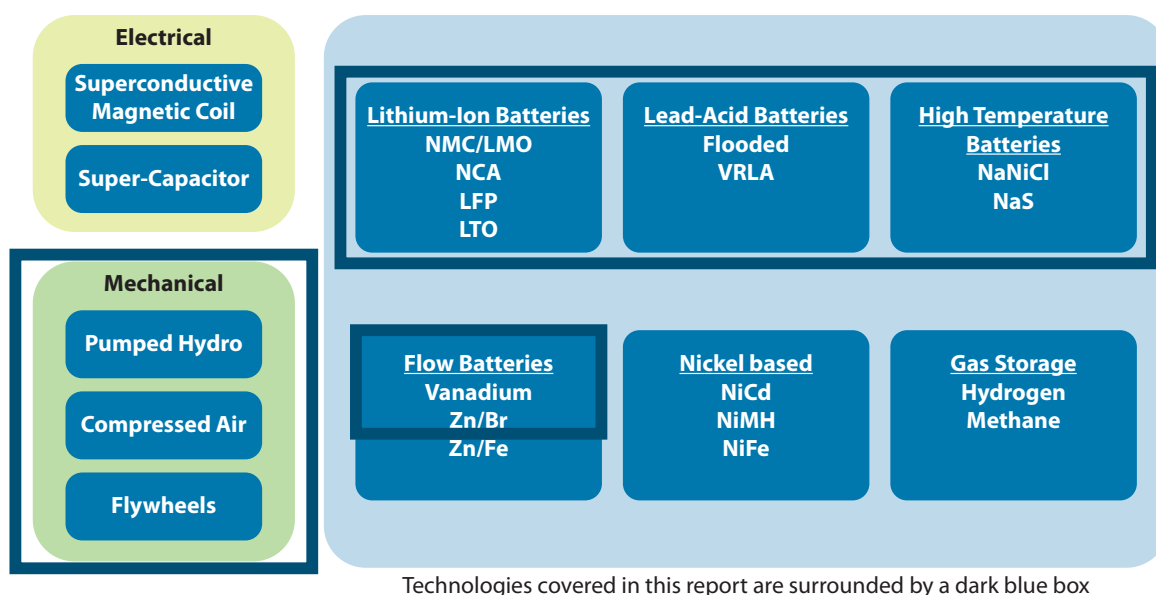 Electrical
Superconductive
Magnetic Coil
Super-Capacitor
Mechanical
Pumped Hydro
Compressed Air
Flywheels
Lithium-Ion Batteries
NMC/LMO
NCA
LFP
LTO
Lead-Acid Batteries
Flooded
VRLA
High Temperature
Batteries
NaNiCl
NaS
Flow Batteries
Vanadium
Zn/Br
Zn/Fe
Nickel based
NiCd
NiMH
NiFe
Gas Storage
Hydrogen
Methane
Technologies covered in this report are surrounded by a dark blue box